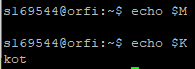 s169544@orfi:~$ echo $M

s169544@orfi:~$ echo $K
kot